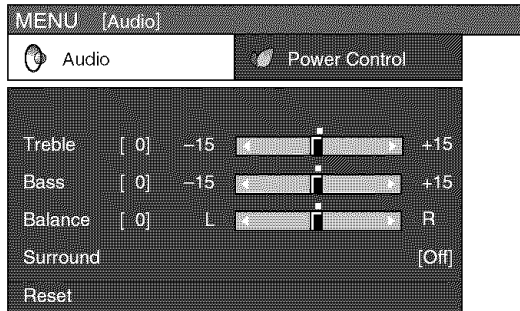 MENU [Audio]
Audio Power Control
Treble [ 0] −15 +15
Bass [ 0] −15 +15
Balance [ 0] L R
Surround [Off]
Reset